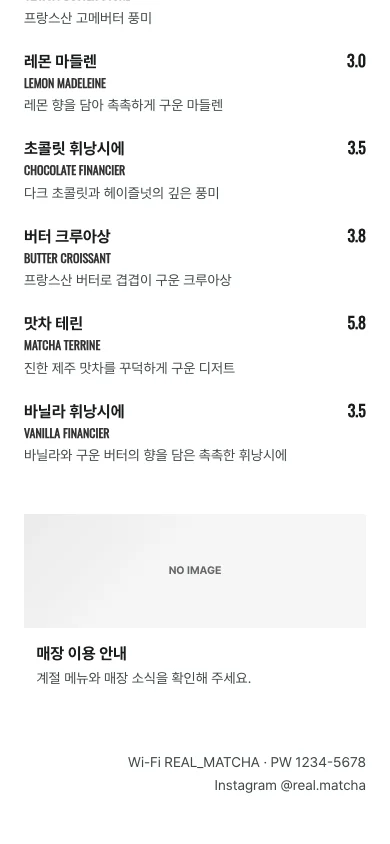 프랑스산 고메버터 풍미
레몬 마들렌 3.0
LEMON MADELEINE
레몬 향을 담아 촉촉하게 구운 마들렌
초콜릿 휘낭시에 3.5
CHOCOLATE FINANCIER
다크 초콜릿과 헤이즐넛의 깊은 풍미
버터 크루아상 3.8
BUTTER CROISSANT
프랑스산 버터로 겹겹이 구운 크루아상
맛차 테린 5.8
MATCHA TERRINE
진한 제주 맛차를 꾸덕하게 구운 디저트
바닐라 휘낭시에 3.5
VANILLA FINANCIER
바닐라와 구운 버터의 향을 담은 촉촉한 휘낭시에
NO IMAGE
매장 이용 안내
계절 메뉴와 매장 소식을 확인해 주세요.
Wi-Fi REAL_MATCHA · PW 1234-5678
Instagram @real.matcha